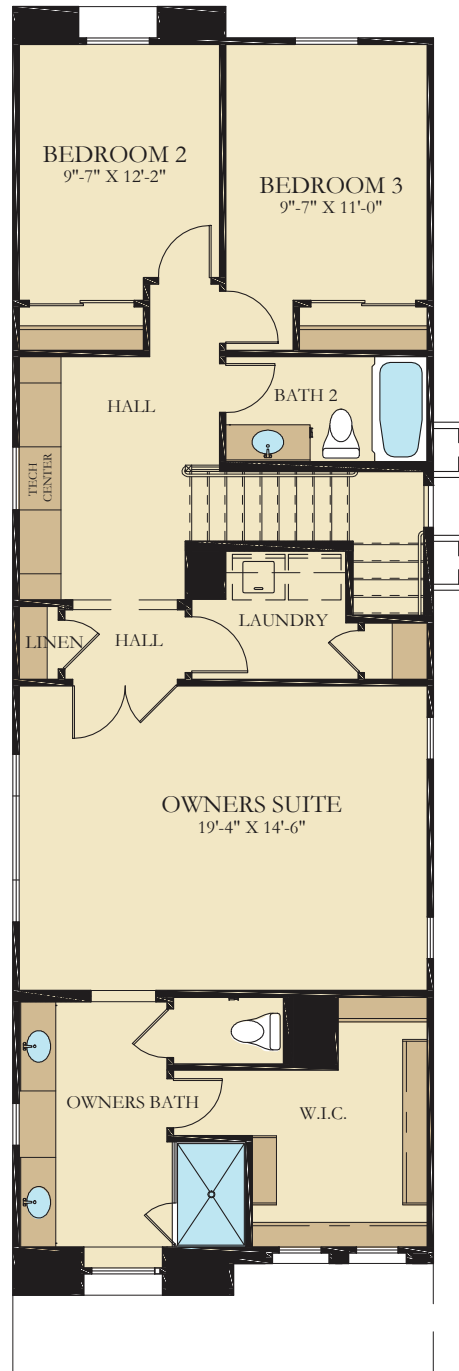 BEDROOM 2
9"-7" X 12'-2"
BEDROOM 3
9"-7" X 11'-0"
HALL
BATH 2
TECH
CENTER
LINEN
HALL
LAUNDRY
OWNERS SUITE
19'-4" X 14'-6"
OWNERS BATH
W.I.C.